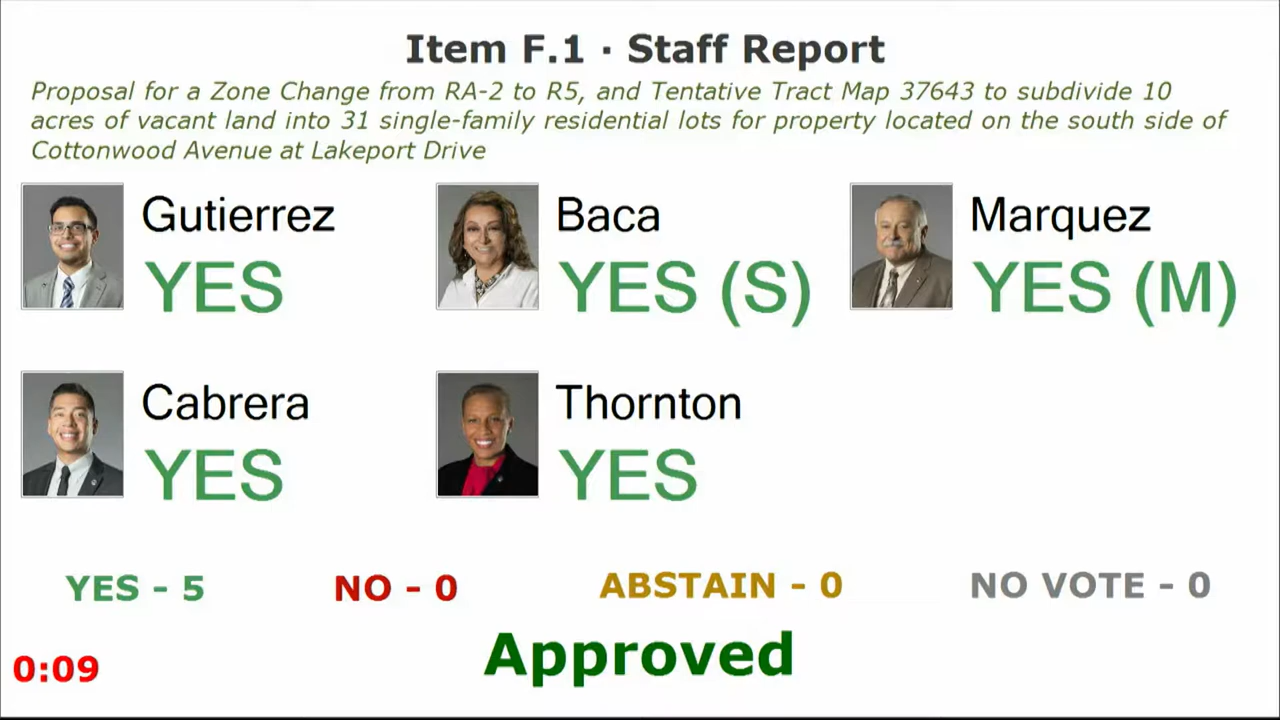 Item F.1 · Staff Report
Proposal for a Zone Change from RA-2 to R5, and Tentative Tract Map 37643 to subdivide 10
acres of vacant land into 31 single-family residential lots for property located on the south side of
Cottonwood Avenue at Lakeport Drive
Gutierrez
YES
Baca
YES (S)
Marquez
YES (M)
Cabrera
YES
Thornton
YES
YES - 5
NO - 0
ABSTAIN - 0
NO VOTE - 0
Approved
0:09